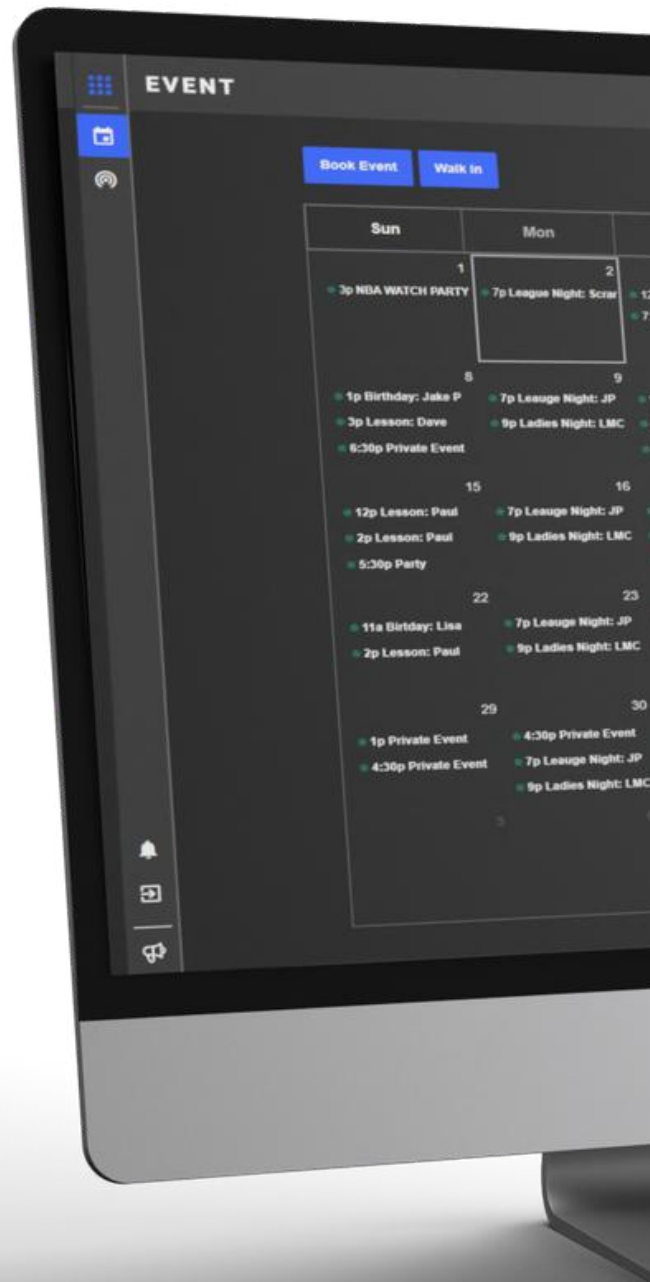 EVENT
Book Event Walk In
Sun Mon
1 2
3p NBA WATCH PARTY 7p League Night: Scrar 12
7
8 9
1p Birthday: Jake P 7p Leauge Night: JP
3p Lesson: Dave 9p Ladies Night: LMC
6:30p Private Event
15 16
12p Lesson: Paul 7p Leauge Night: JP
2p Lesson: Paul 9p Ladies Night: LMC
5:30p Party
22 23
11a Birtday: Lisa 7p Leauge Night: JP
2p Lesson: Paul 9p Ladies Night: LMC
29 30
1p Private Event 4:30p Private Event
4:30p Private Event 7p Leauge Night: JP
9p Ladies Night: LMC